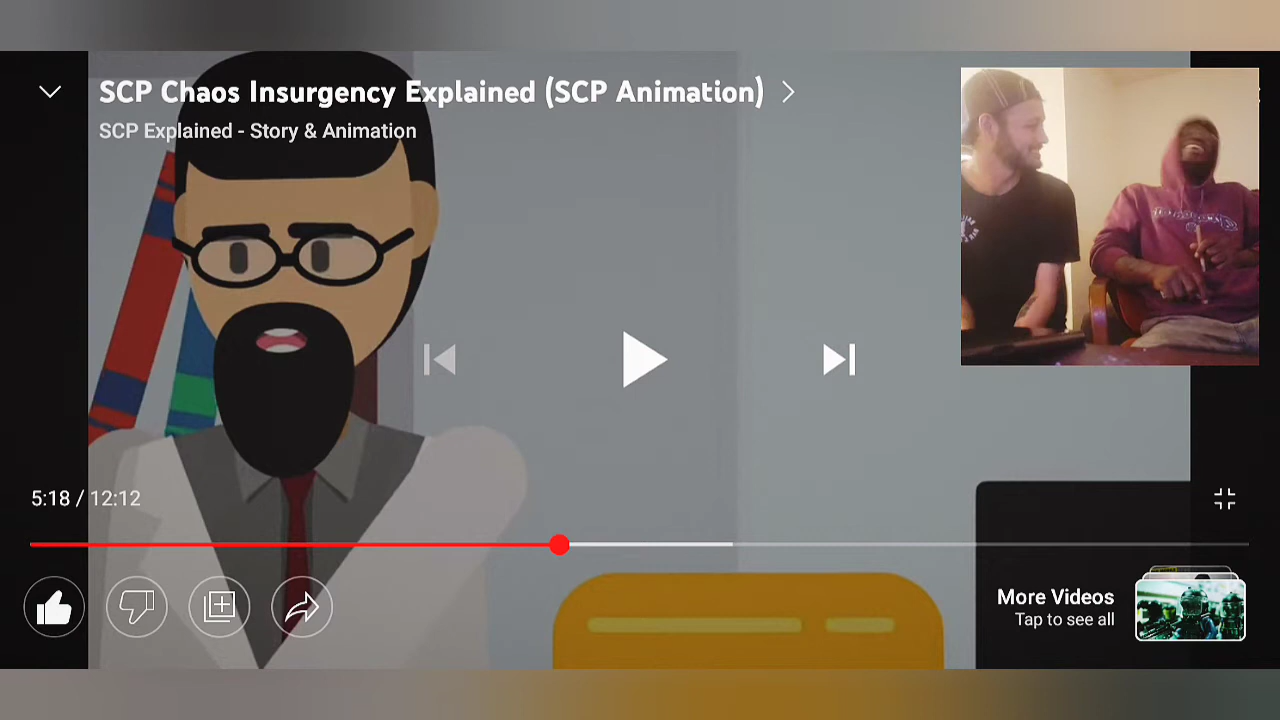 SCP Chaos Insurgency Explained (SCP Animation)
SCP Explained - Story & Animation
5:18 / 12:12
More Videos
Tap to see all